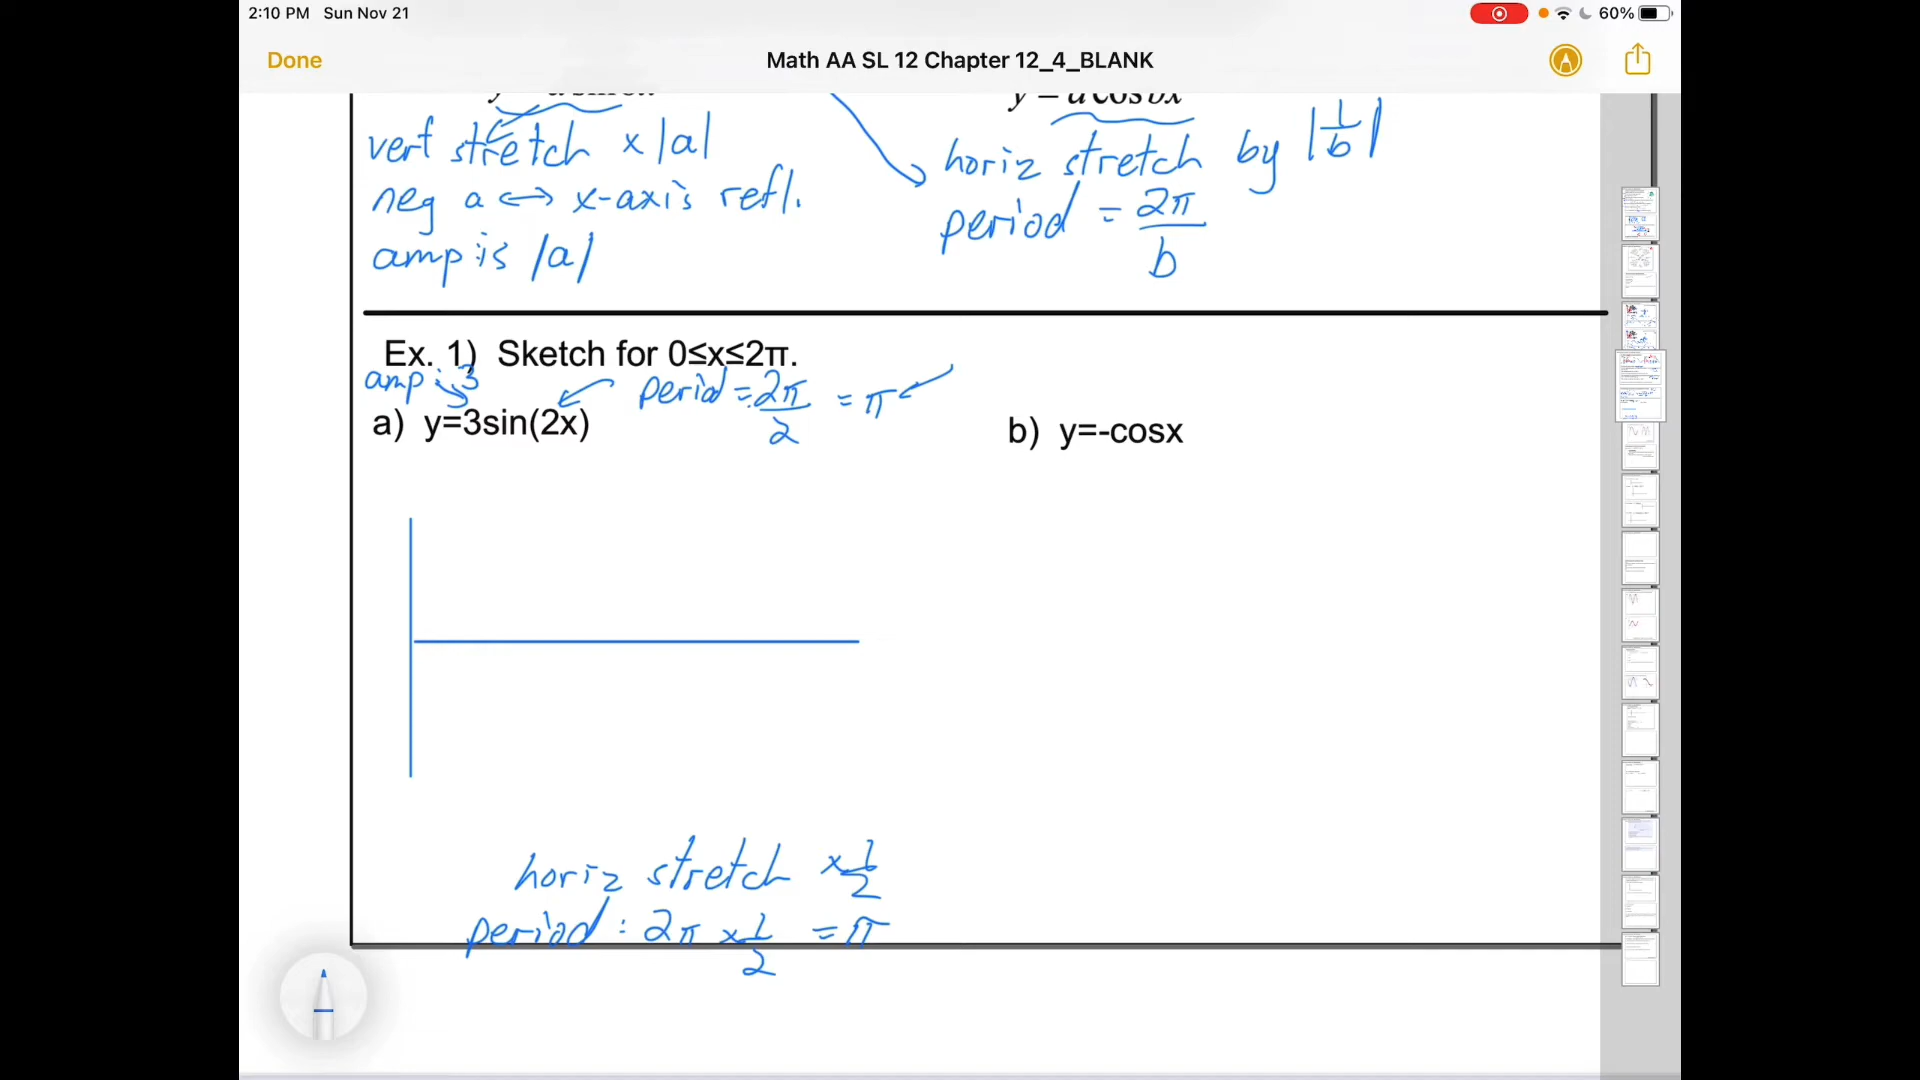 2:10 PM Sun Nov 21
60%
Done
Math AA SL 12 Chapter 12_4_BLANK
y = a cos bx
vert stretch x |a|
neg a ↔ x-axis refl.
amp is |a|
horiz stretch by |1/b|
period = 2π/b
Ex. 1) Sketch for 0≤x≤2π.
amp is 3
period = 2π/2 = π
a) y=3sin(2x)
b) y=-cosx
horiz stretch x 1/2
period : 2π x 1/2 = π